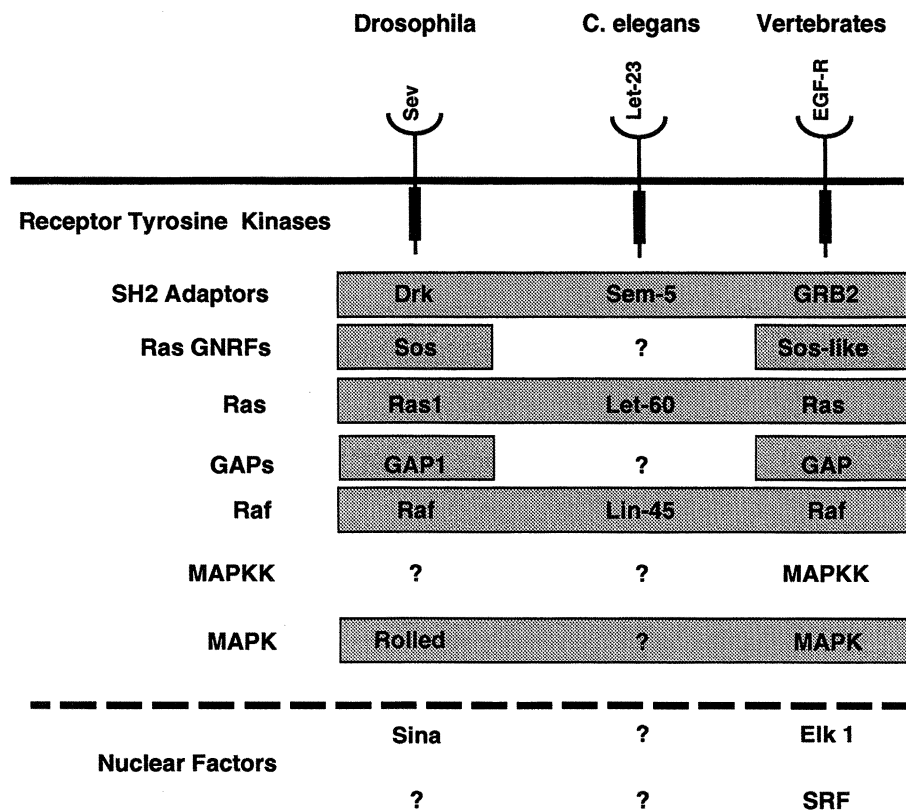 Drosophila C. elegans Vertebrates
Sev Let-23 EGF-R
Receptor Tyrosine Kinases
SH2 Adaptors Drk Sem-5 GRB2
Ras GNRFs Sos ? Sos-like
Ras Ras1 Let-60 Ras
GAPs GAP1 ? GAP
Raf Raf Lin-45 Raf
MAPKK ? ? MAPKK
MAPK Rolled ? MAPK
Sina ? Elk 1
Nuclear Factors
? ? SRF